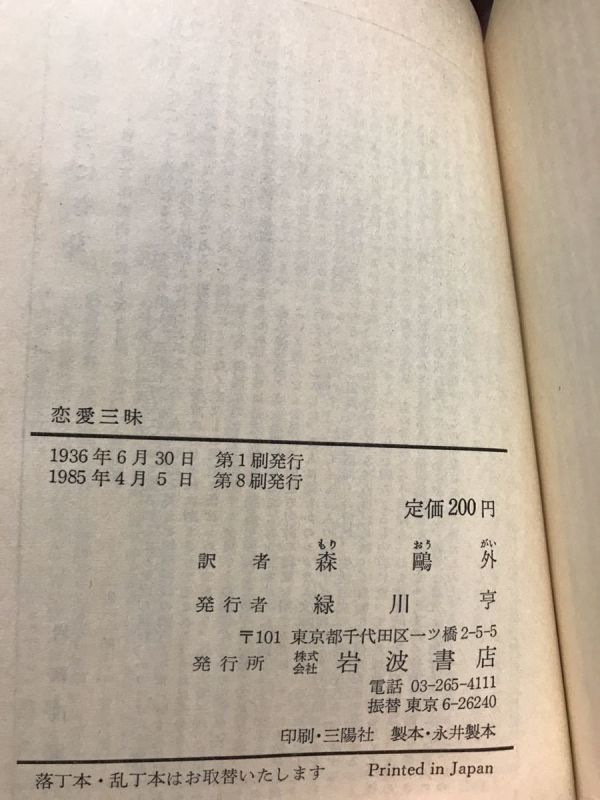 恋愛三昧
1936年6月30日 第1刷発行
1985年4月5日 第8刷発行
定価200円
もり おう がい
訳者 森鷗外
発行者 緑川亨
〒101 東京都千代田区一ツ橋2-5-5
発行所 株式会社 岩波書店
電話 03-265-4111
振替 東京6-26240
印刷・三陽社 製本・永井製本
落丁本・乱丁本はお取替いたします Printed in Japan